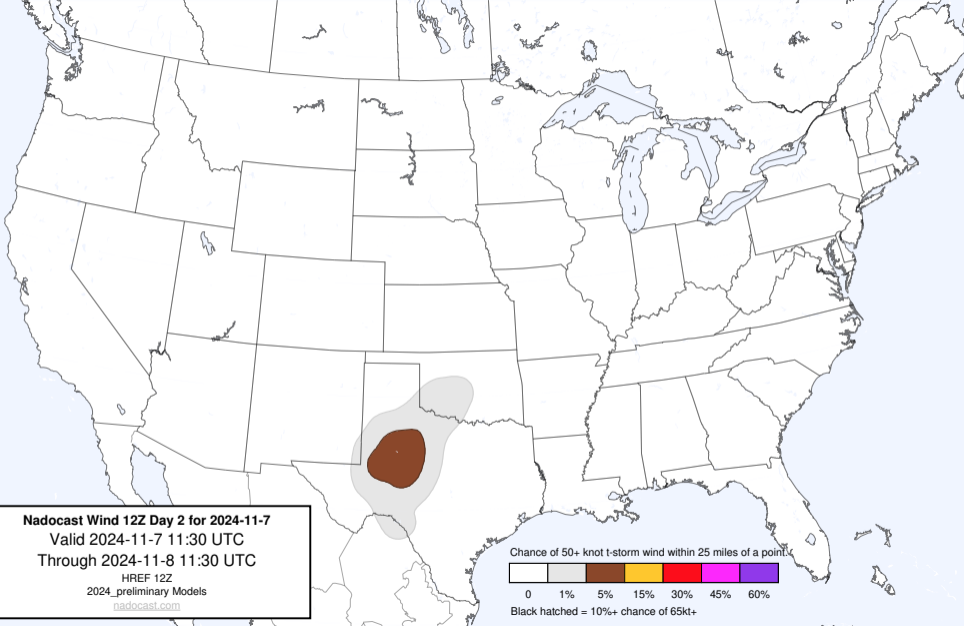 Nadocast Wind 12Z Day 2 for 2024-11-7
Valid 2024-11-7 11:30 UTC
Through 2024-11-8 11:30 UTC
HREF 12Z
2024_preliminary Models
nadocast.com
Chance of 50+ knot t-storm wind within 25 miles of a point.
0 1% 5% 15% 30% 45% 60%
Black hatched = 10%+ chance of 65kt+